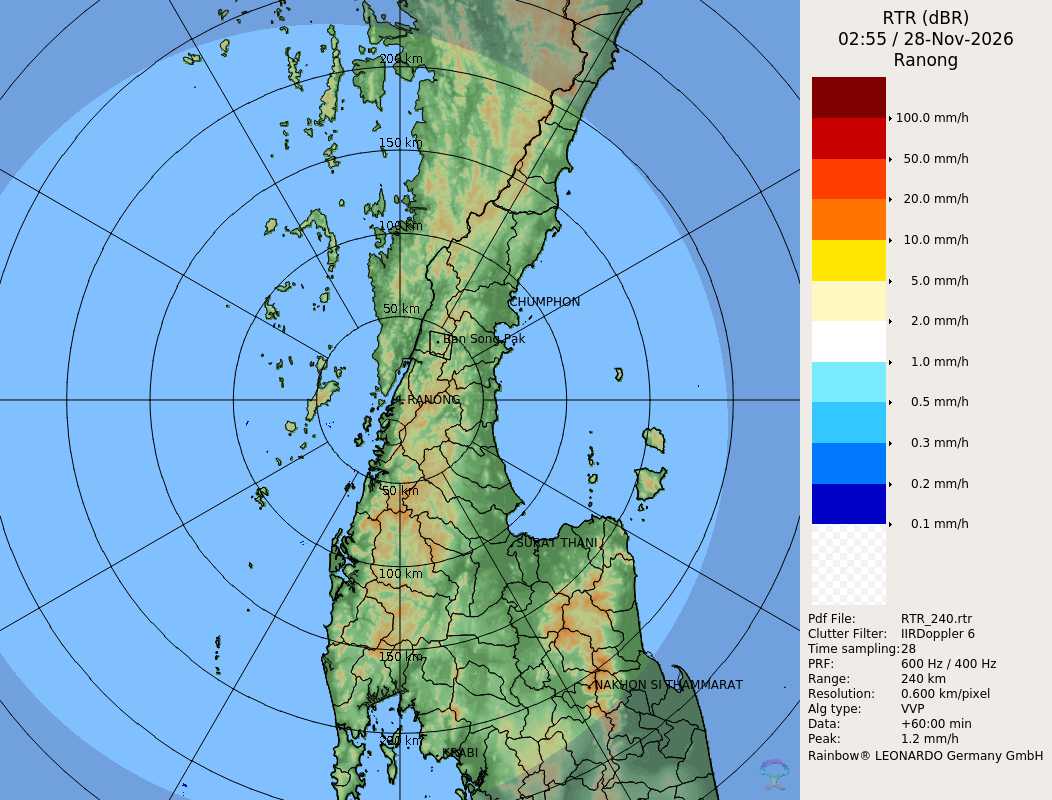 RTR (dBR)
02:55 / 28-Nov-2026
Ranong
100.0 mm/h
50.0 mm/h
20.0 mm/h
10.0 mm/h
5.0 mm/h
2.0 mm/h
1.0 mm/h
0.5 mm/h
0.3 mm/h
0.2 mm/h
0.1 mm/h
Pdf File: RTR_240.rtr
Clutter Filter: IIRDoppler 6
Time sampling:28
PRF: 600 Hz / 400 Hz
Range: 240 km
Resolution: 0.600 km/pixel
Alg type: VVP
Data: +60:00 min
Peak: 1.2 mm/h
Rainbow® LEONARDO Germany GmbH
200 km
150 km
100 km
50 km
CHUMPHON
Ban Song Pak
RANONG
50 km
SURAT THANI
100 km
150 km
NAKHON SI THAMMARAT
200 km
KRABI